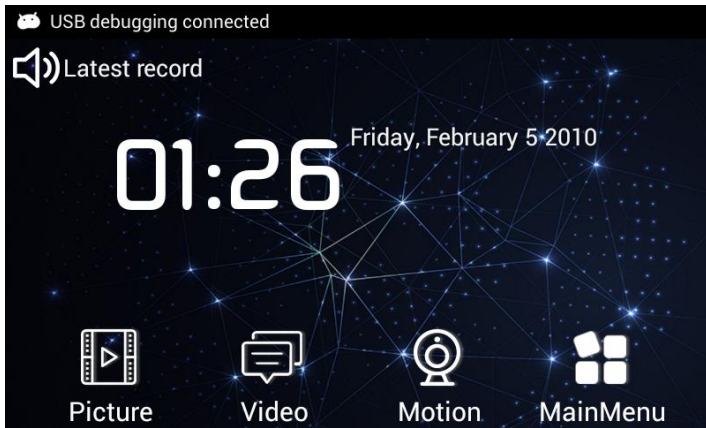 USB debugging connected
Latest record
01:26
Friday, February 5 2010
Picture
Video
Motion
MainMenu